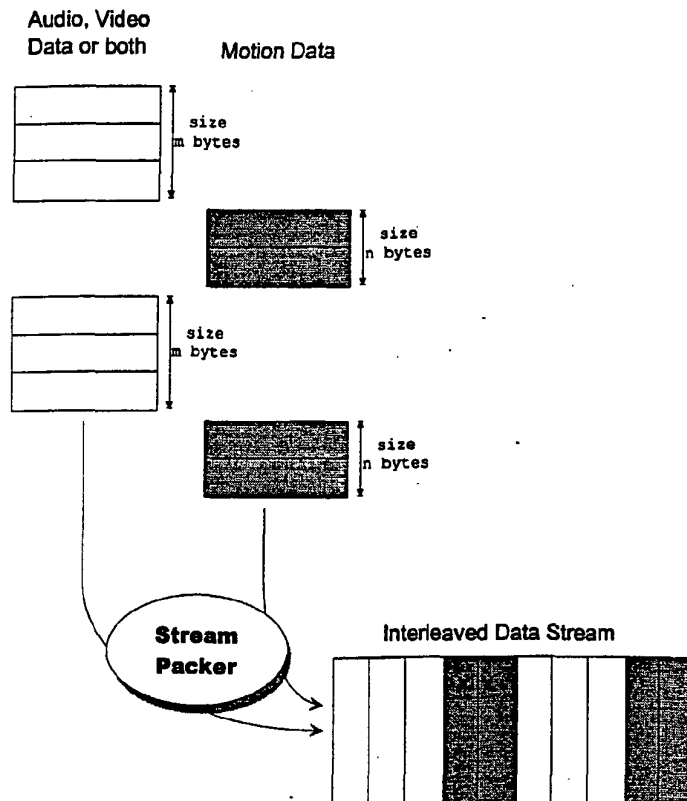 Audio, Video
Data or both
Motion Data
size
m bytes
size
n bytes
size
m bytes
size
n bytes
Stream
Packer
Interleaved Data Stream